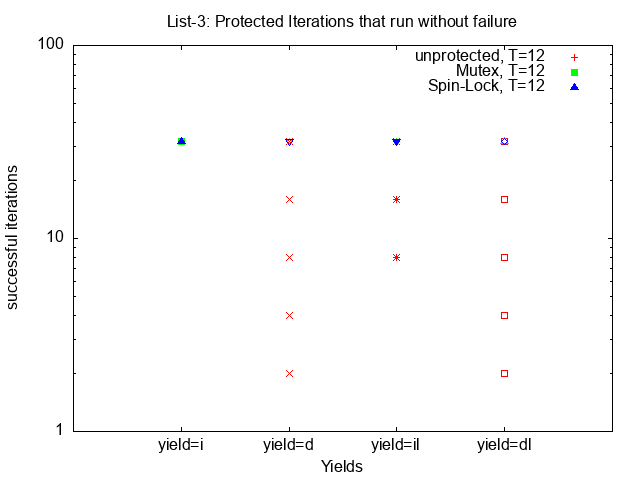 List-3: Protected Iterations that run without failure
100
unprotected, T=12
Mutex, T=12
Spin-Lock, T=12
successful iterations
10
1
yield=i
yield=d
yield=il
yield=dl
Yields